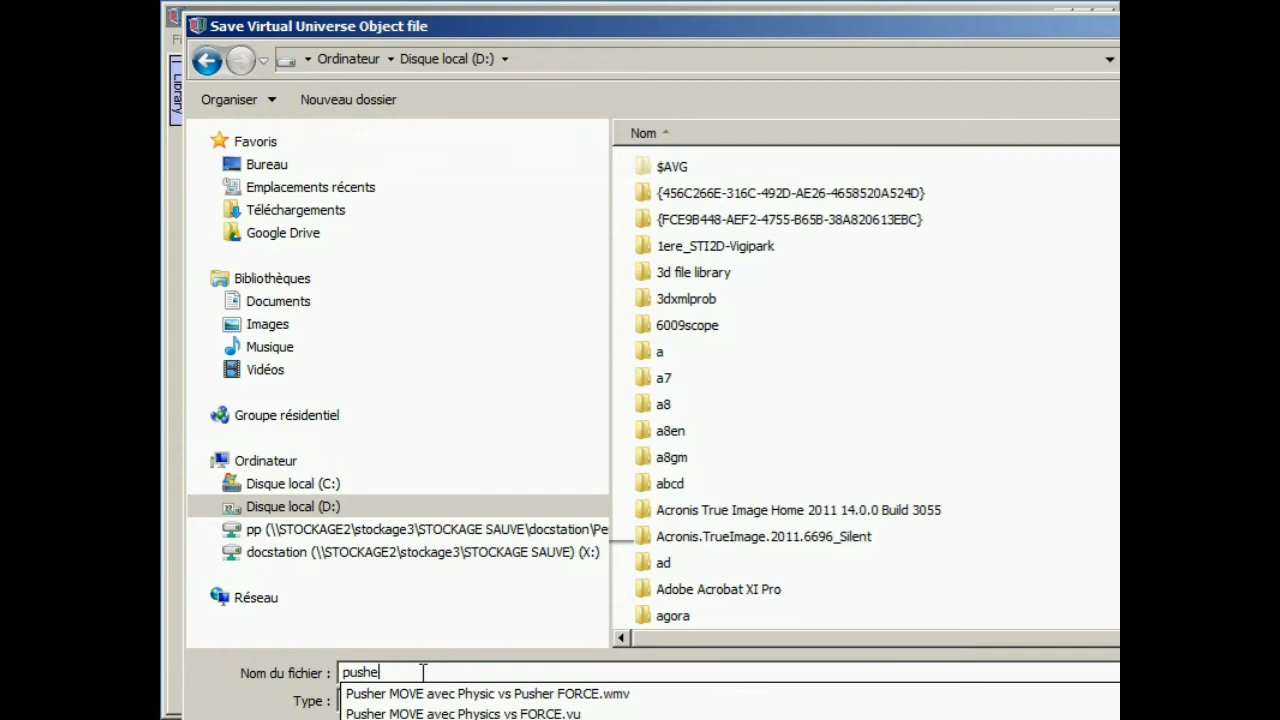 Save Virtual Universe Object file
Fi
Library
Ordinateur Disque local (D:)
Organiser Nouveau dossier
Favoris
Bureau
Emplacements récents
Téléchargements
Google Drive
Bibliothèques
Documents
Images
Musique
Vidéos
Groupe résidentiel
Ordinateur
Disque local (C:)
Disque local (D:)
pp (\\STOCKAGE2\stockage3\STOCKAGE SAUVE\docstation\Pe
docstation (\\STOCKAGE2\stockage3\STOCKAGE SAUVE) (X:)
Réseau
Nom
$AVG
{456C266E-316C-492D-AE26-4658520A524D}
{FCE9B448-AEF2-4755-B65B-38A820613EBC}
1ere_STI2D-Vigipark
3d file library
3dxmlprob
6009scope
a
a7
a8
a8en
a8gm
abcd
Acronis True Image Home 2011 14.0.0 Build 3055
Acronis.TrueImage.2011.6696_Silent
ad
Adobe Acrobat XI Pro
agora
Nom du fichier : pushe
Type :
Pusher MOVE avec Physic vs Pusher FORCE.wmv
Pusher MOVE avec Physics vs FORCE.vu